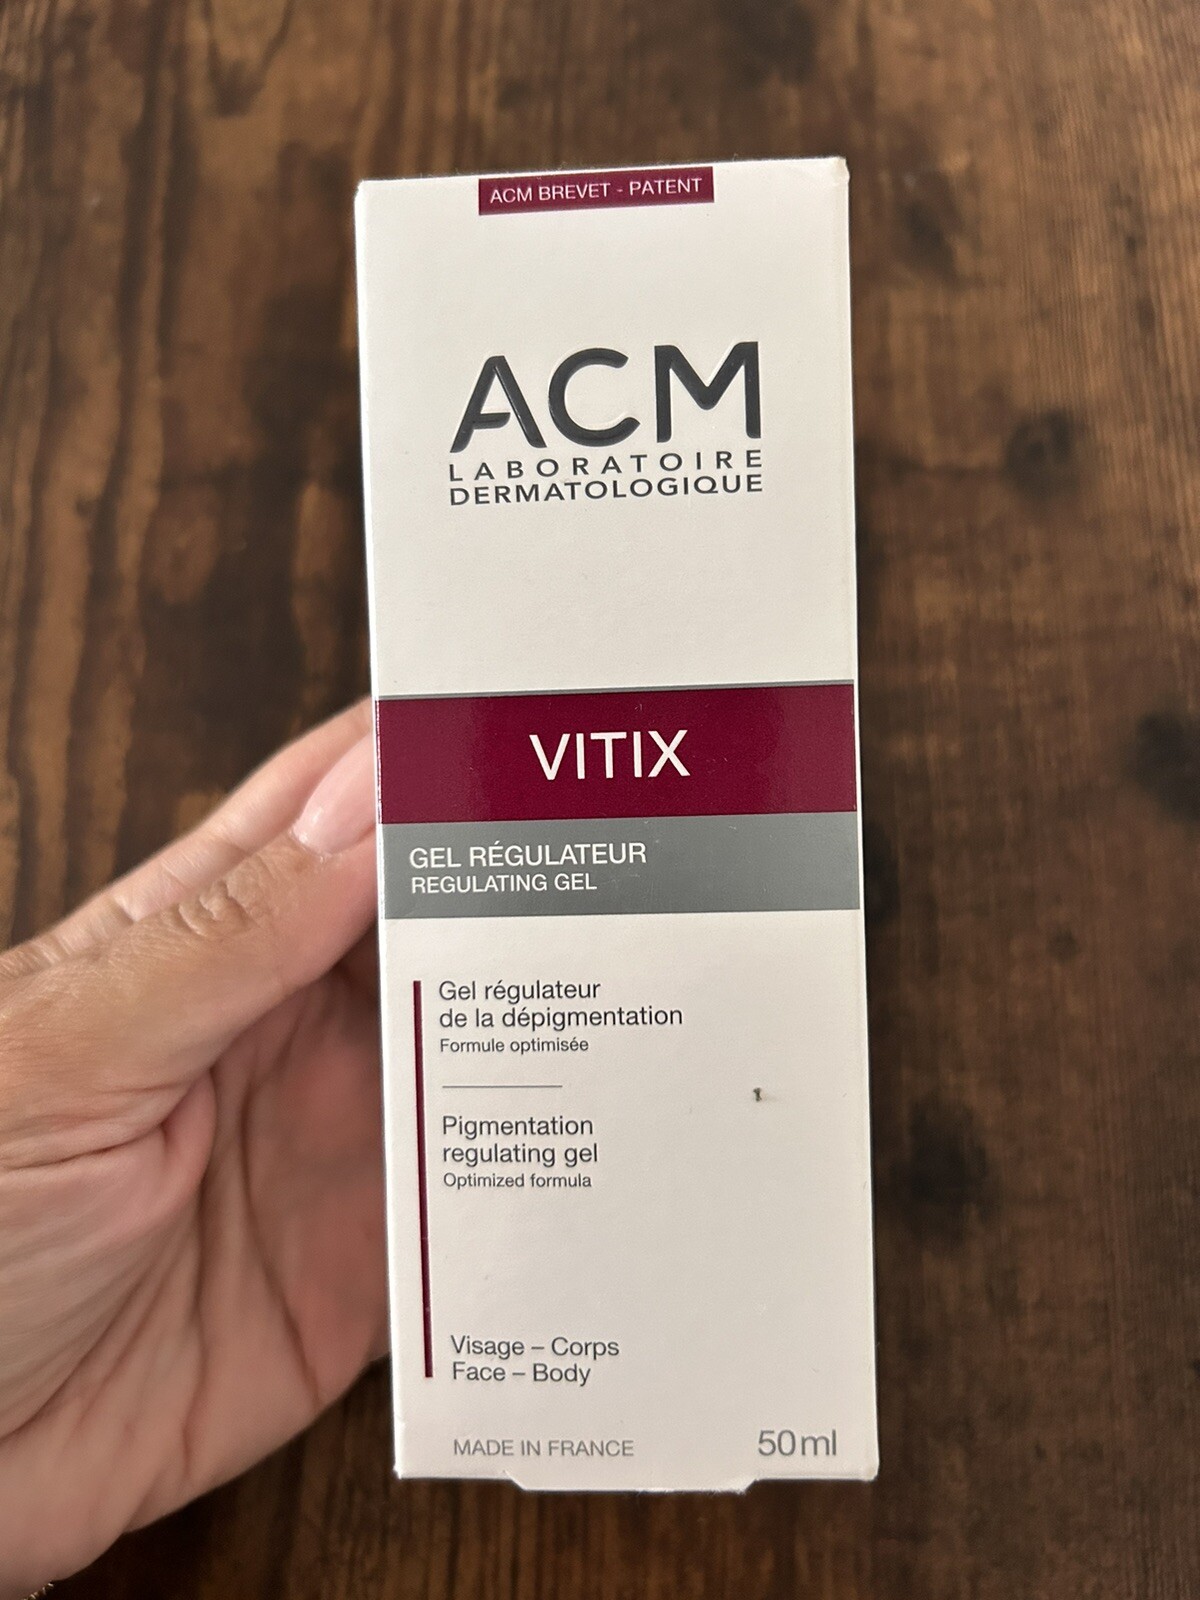 ACM BREVET - PATENT
ACM
LABORATOIRE
DERMATOLOGIQUE
VITIX
GEL RÉGULATEUR
REGULATING GEL
Gel régulateur
de la dépigmentation
Formule optimisée
Pigmentation
regulating gel
Optimized formula
Visage – Corps
Face – Body
MADE IN FRANCE
50ml